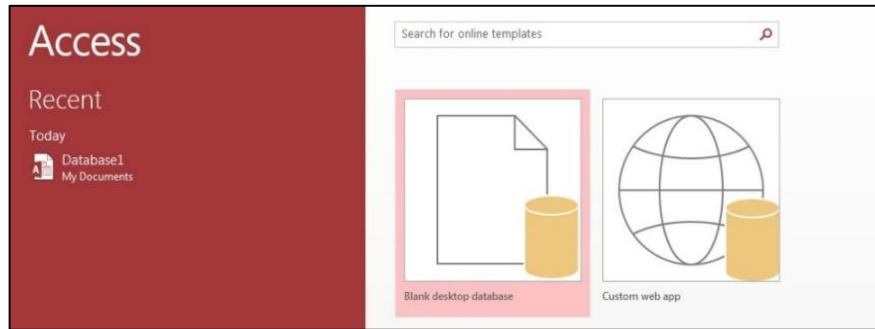 Access
Recent
Today
Database1
My Documents
Search for online templates
Blank desktop database
Custom web app